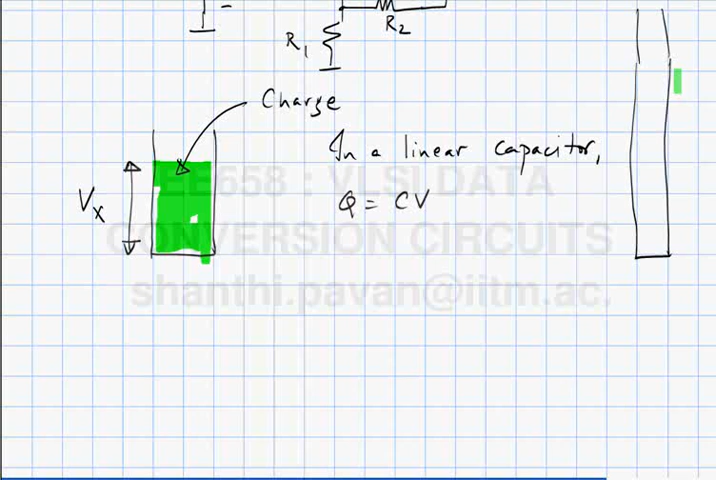 R1
R2
Charge
In a linear capacitor,
Vx
Q = CV
EE658 : VLSI DATA
CONVERSION CIRCUITS
shanthi.pavan@iitm.ac.